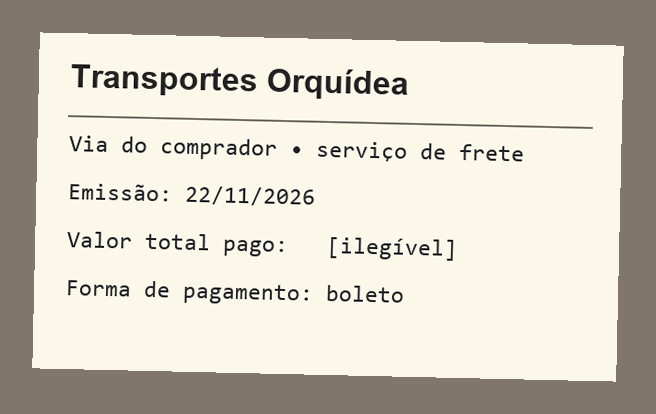 Transportes Orquídea
Via do comprador • serviço de frete
Emissão: 22/11/2026
Valor total pago: [ilegível]
Forma de pagamento: boleto